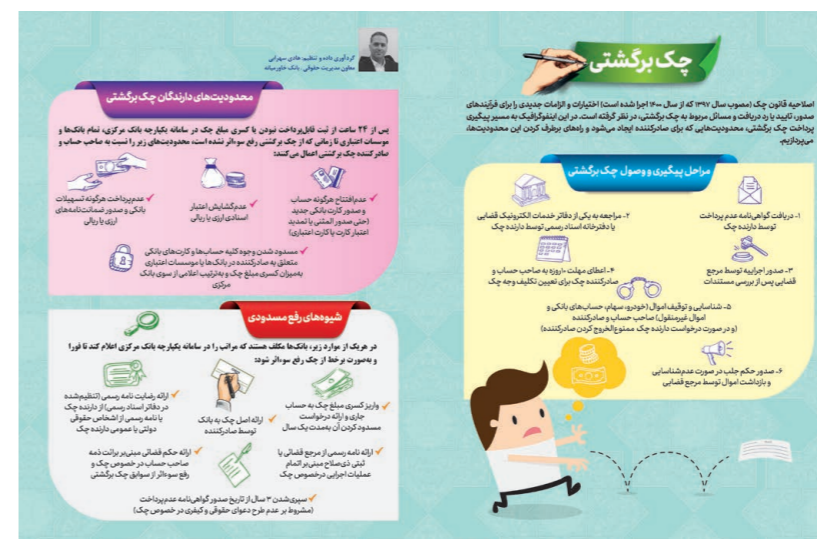 چک برگشتی
اصلاحیه قانون چک (مصوب سال ۱۳۹۷ که از سال ۱۴۰۰ اجرا شده است) اختیارات و الزامات جدیدی را برای فرآیندهای
صدور، تایید یا رد دریافت و مسائل مربوط به چک برگشتی، در نظر گرفته است. در این اینفوگرافیک به مسیر پیگیری
پرداخت چک برگشتی، محدودیت‌هایی که برای صادرکننده ایجاد می‌شود و راه‌های برطرف کردن این محدودیت‌ها،
می‌پردازیم.
مراحل پیگیری و وصول چک برگشتی
۱- دریافت گواهی‌نامه عدم پرداخت
توسط دارنده چک
۲- مراجعه به یکی از دفاتر خدمات الکترونیک قضایی
یا دفترخانه اسناد رسمی توسط دارنده چک
۳- صدور اجراییه توسط مرجع
قضایی پس از بررسی مستندات
۴- اعطای مهلت ۱۰روزه به صاحب حساب و
صادرکننده چک برای تعیین تکلیف وجه چک
۵- شناسایی و توقیف اموال (خودرو، سهام، حساب‌های بانکی و
اموال غیرمنقول) صاحب حساب و صادرکننده
(و در صورت درخواست دارنده چک ممنوع‌الخروج کردن صادرکننده)
۶- صدور حکم جلب در صورت عدم‌شناسایی
و بازداشت اموال توسط مرجع قضایی
گردآوری داده و تنظیم: هادی سهرابی
معاون مدیریت حقوقی، بانک خاورمیانه
محدودیت‌های دارندگان چک برگشتی
پس از ۲۴ ساعت از ثبت قابل‌پرداخت نبودن یا کسری مبلغ چک در سامانه یکپارچه بانک مرکزی، تمام بانک‌ها و
موسسات اعتباری تا زمانی که از چک برگشتی رفع سوءاثر نشده است، محدودیت‌های زیر را نسبت به صاحب حساب و
صادرکننده چک برگشتی اعمال می‌کنند:
عدم‌افتتاح هرگونه حساب
و صدور کارت بانکی جدید
(حتی صدور المثنی یا تمدید
اعتبار کارت یا کارت اعتباری)
عدم‌گشایش اعتبار
اسنادی ارزی یا ریالی
عدم‌پرداخت هرگونه تسهیلات
بانکی و صدور ضمانت‌نامه‌های
ارزی یا ریالی
مسدود شدن وجوه کلیه حساب‌ها و کارت‌های بانکی
متعلق به صادرکننده در بانک‌ها یا موسسات اعتباری
به‌میزان کسری مبلغ چک و به‌ترتیب اعلامی از سوی بانک
مرکزی
شیوه‌های رفع مسدودی
در هریک از موارد زیر، بانک‌ها مکلف هستند که مراتب را در سامانه یکپارچه بانک مرکزی اعلام کند تا فورا
و به‌صورت برخط از چک رفع سوءاثر شود:
واریز کسری مبلغ چک به حساب
جاری و ارائه درخواست
مسدود کردن آن به‌مدت یک سال
ارائه اصل چک به بانک
توسط صادرکننده
ارائه رضایت نامه رسمی (تنظیم‌شده
در دفاتر اسناد رسمی) از دارنده چک
یا نامه رسمی از اشخاص حقوقی
دولتی یا عمومی دارنده چک
ارائه نامه رسمی از مرجع قضائی یا
ثبتی ذی‌صلاح مبنی‌بر اتمام
عملیات اجرایی درخصوص چک
ارائه حکم قضائی مبنی‌بر برائت ذمه
صاحب حساب در خصوص چک و
رفع سوءاثر از سوابق چک برگشتی
سپری‌شدن ۳ سال از تاریخ صدور گواهی‌نامه عدم‌پرداخت
(مشروط بر عدم طرح دعوای حقوقی و کیفری در خصوص چک)